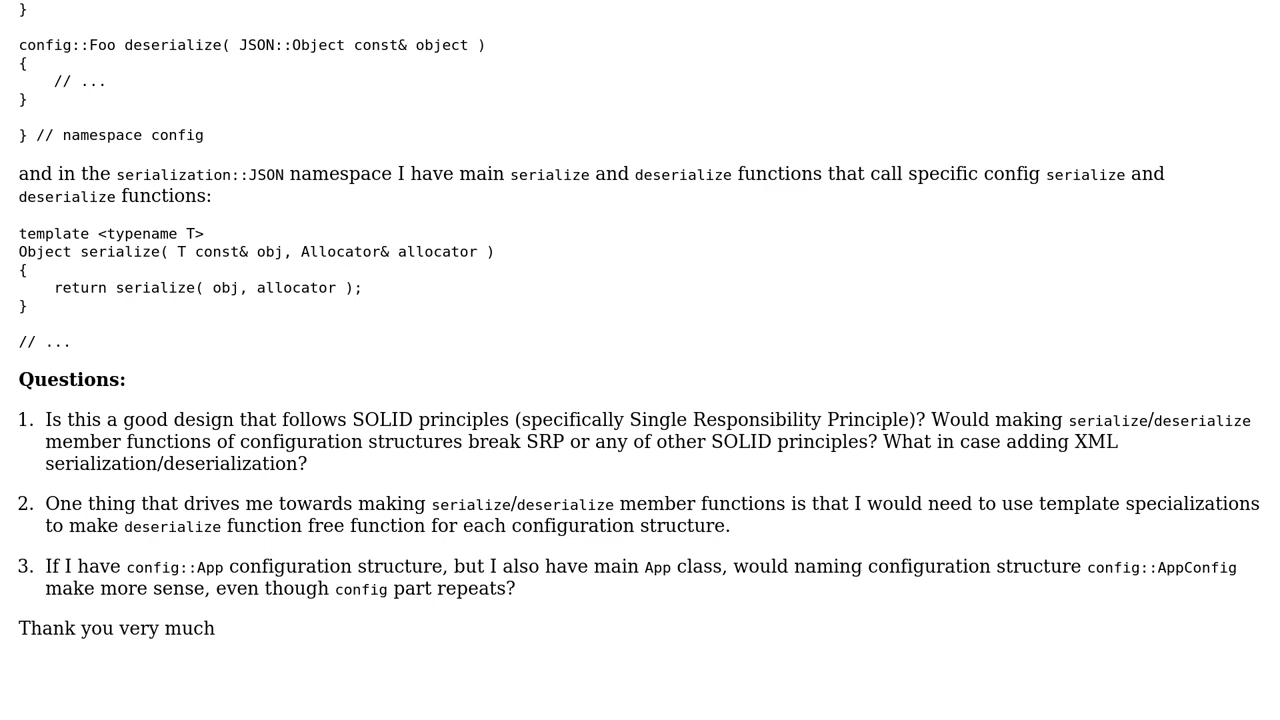 }
config::Foo deserialize( JSON::Object const& object )
{
    // ...
}
} // namespace config
and in the serialization::JSON namespace I have main serialize and deserialize functions that call specific config serialize and
deserialize functions:
template <typename T>
Object serialize( T const& obj, Allocator& allocator )
{
    return serialize( obj, allocator );
}
// ...
Questions:
1. Is this a good design that follows SOLID principles (specifically Single Responsibility Principle)? Would making serialize/deserialize
member functions of configuration structures break SRP or any of other SOLID principles? What in case adding XML
serialization/deserialization?
2. One thing that drives me towards making serialize/deserialize member functions is that I would need to use template specializations
to make deserialize function free function for each configuration structure.
3. If I have config::App configuration structure, but I also have main App class, would naming configuration structure config::AppConfig
make more sense, even though config part repeats?
Thank you very much